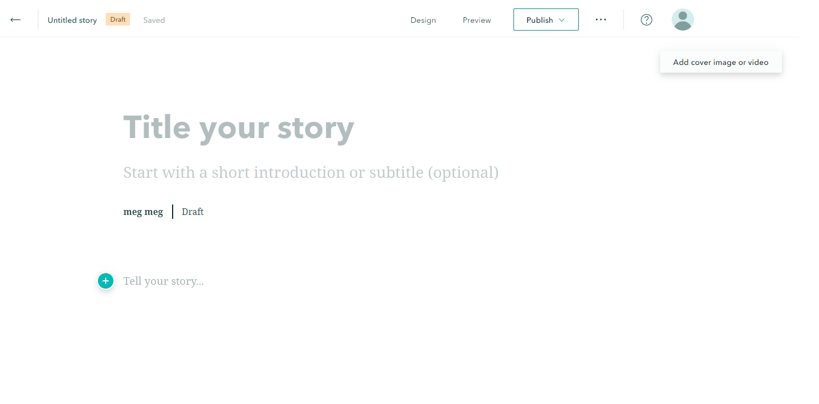 Untitled story Draft Saved Design Preview Publish
Add cover image or video
Title your story
Start with a short introduction or subtitle (optional)
meg meg Draft
Tell your story...